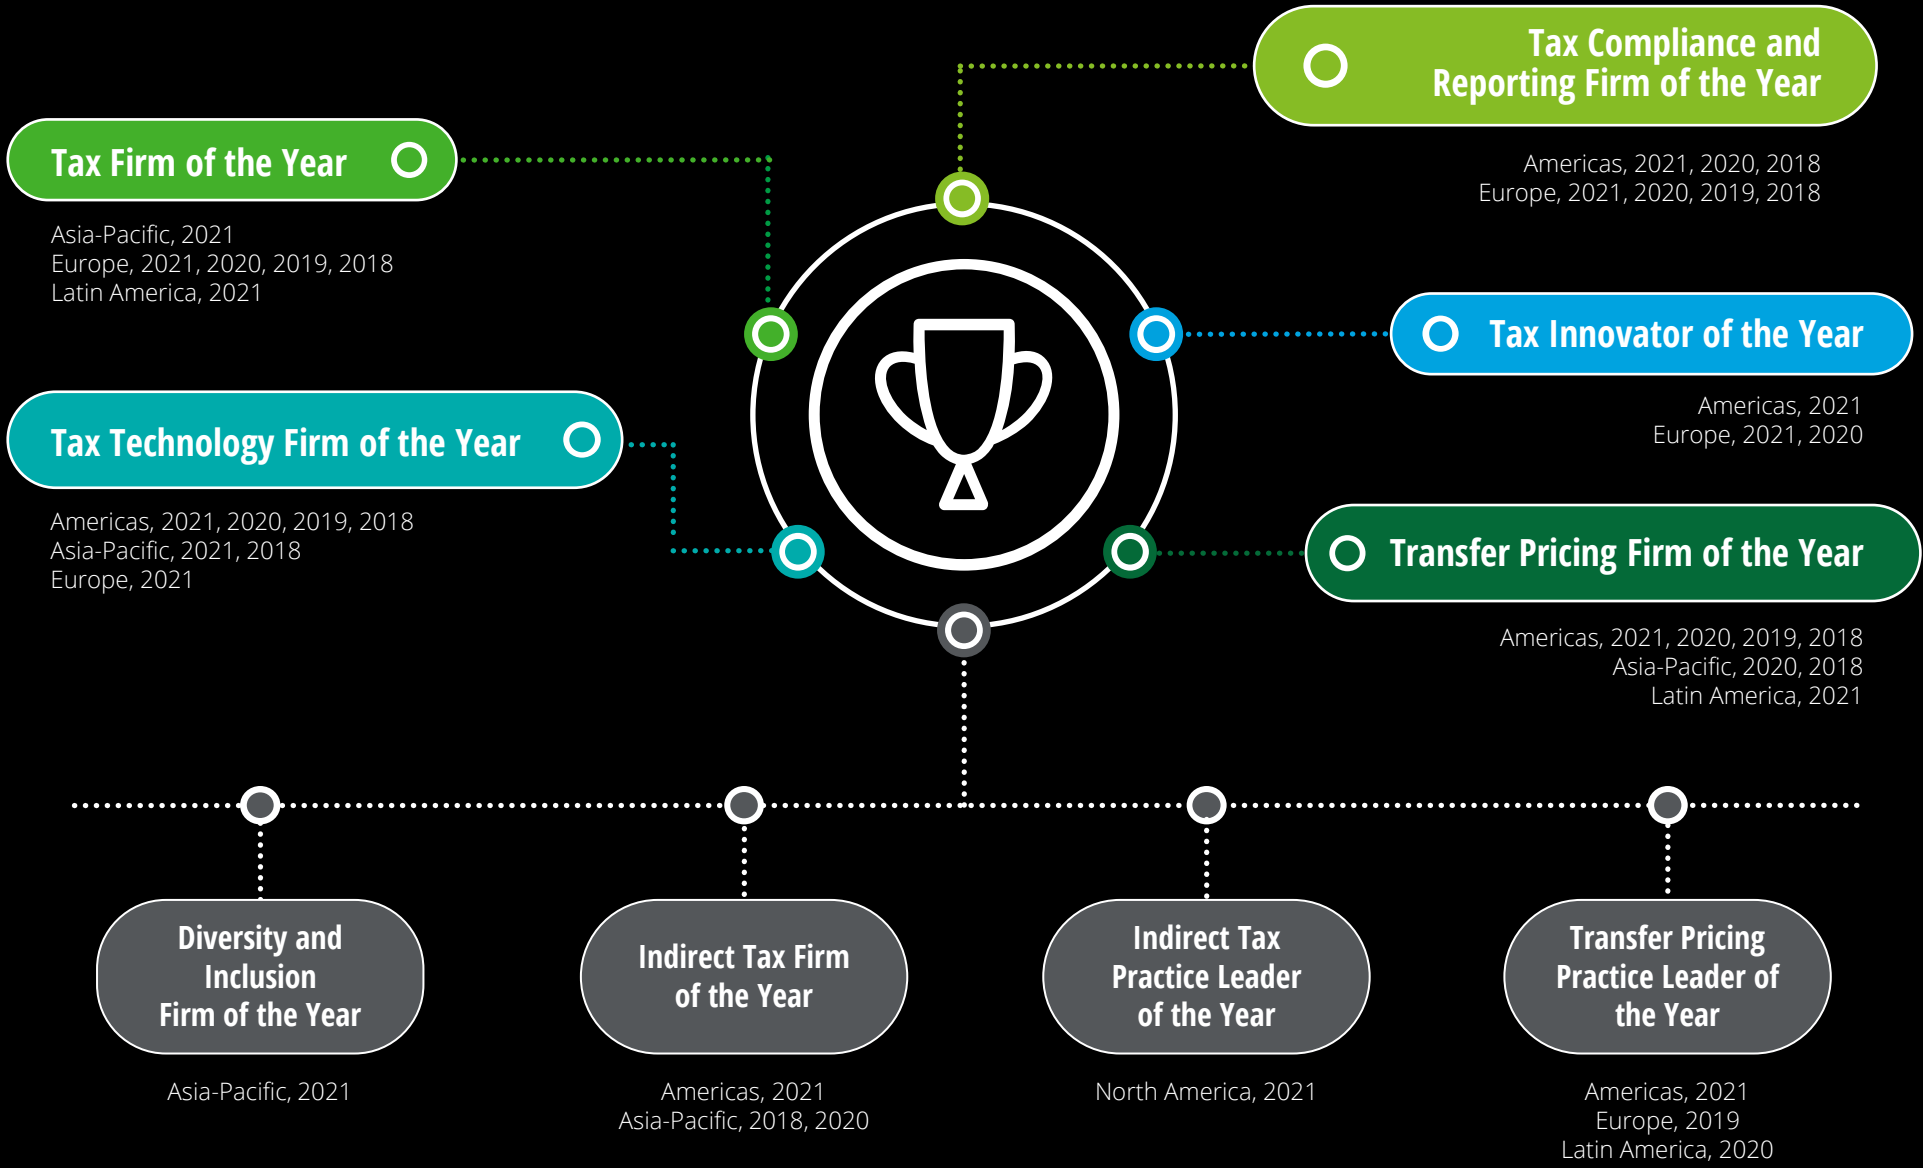 Tax Firm of the Year
Asia-Pacific, 2021
Europe, 2021, 2020, 2019, 2018
Latin America, 2021
Tax Technology Firm of the Year
Americas, 2021, 2020, 2019, 2018
Asia-Pacific, 2021, 2018
Europe, 2021
Tax Compliance and
Reporting Firm of the Year
Americas, 2021, 2020, 2018
Europe, 2021, 2020, 2019, 2018
Tax Innovator of the Year
Americas, 2021
Europe, 2021, 2020
Transfer Pricing Firm of the Year
Americas, 2021, 2020, 2019, 2018
Asia-Pacific, 2020, 2018
Latin America, 2021
Diversity and
Inclusion
Firm of the Year
Asia-Pacific, 2021
Indirect Tax Firm
of the Year
Americas, 2021
Asia-Pacific, 2018, 2020
Indirect Tax
Practice Leader
of the Year
North America, 2021
Transfer Pricing
Practice Leader of
the Year
Americas, 2021
Europe, 2019
Latin America, 2020